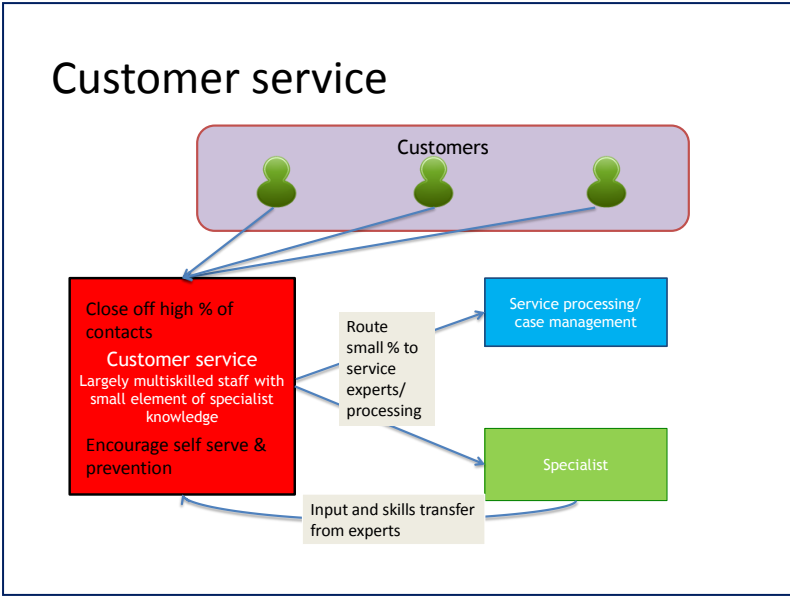 Customer service
Customers
Close off high % of
contacts
Customer service
Largely multiskilled staff with
small element of specialist
knowledge
Encourage self serve &
prevention
Route
small % to
service
experts/
processing
Service processing/
case management
Specialist
Input and skills transfer
from experts